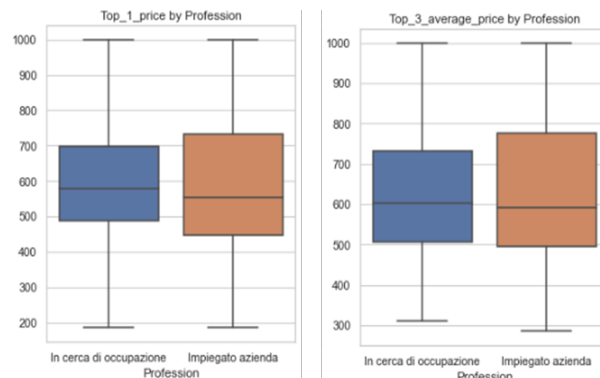 Top_1_price by Profession
1000
900
800
700
600
500
400
300
200
In cerca di occupazione Impiegato azienda
Profession
Top_3_average_price by Profession
1000
900
800
700
600
500
400
300
In cerca di occupazione Impiegato azienda
Profession